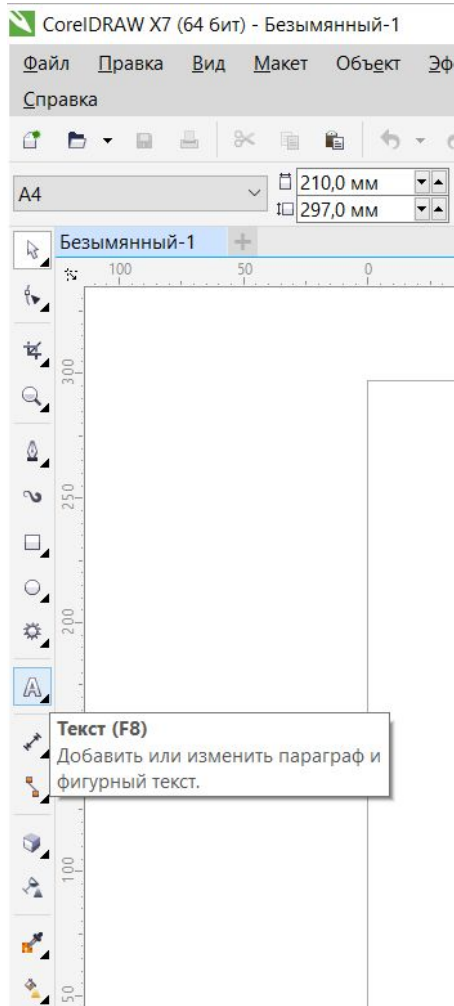 CorelDRAW X7 (64 бит) - Безымянный-1
Файл Правка Вид Макет Объект Эф
Справка
A4
210,0 мм
297,0 мм
Безымянный-1
100 50 0
300
250
200
Текст (F8)
Добавить или изменить параграф и
фигурный текст.
100
50